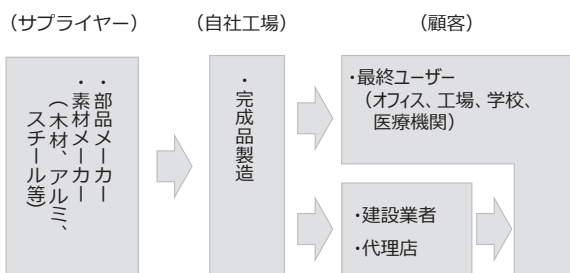 （サプライヤー）
（自社工場）
（顧客）
・部品メーカー
・素材メーカー
（木材、アルミ、
スチール等）
・完成品製造
・最終ユーザー
（オフィス、工場、学校、
医療機関）
・建設業者
・代理店